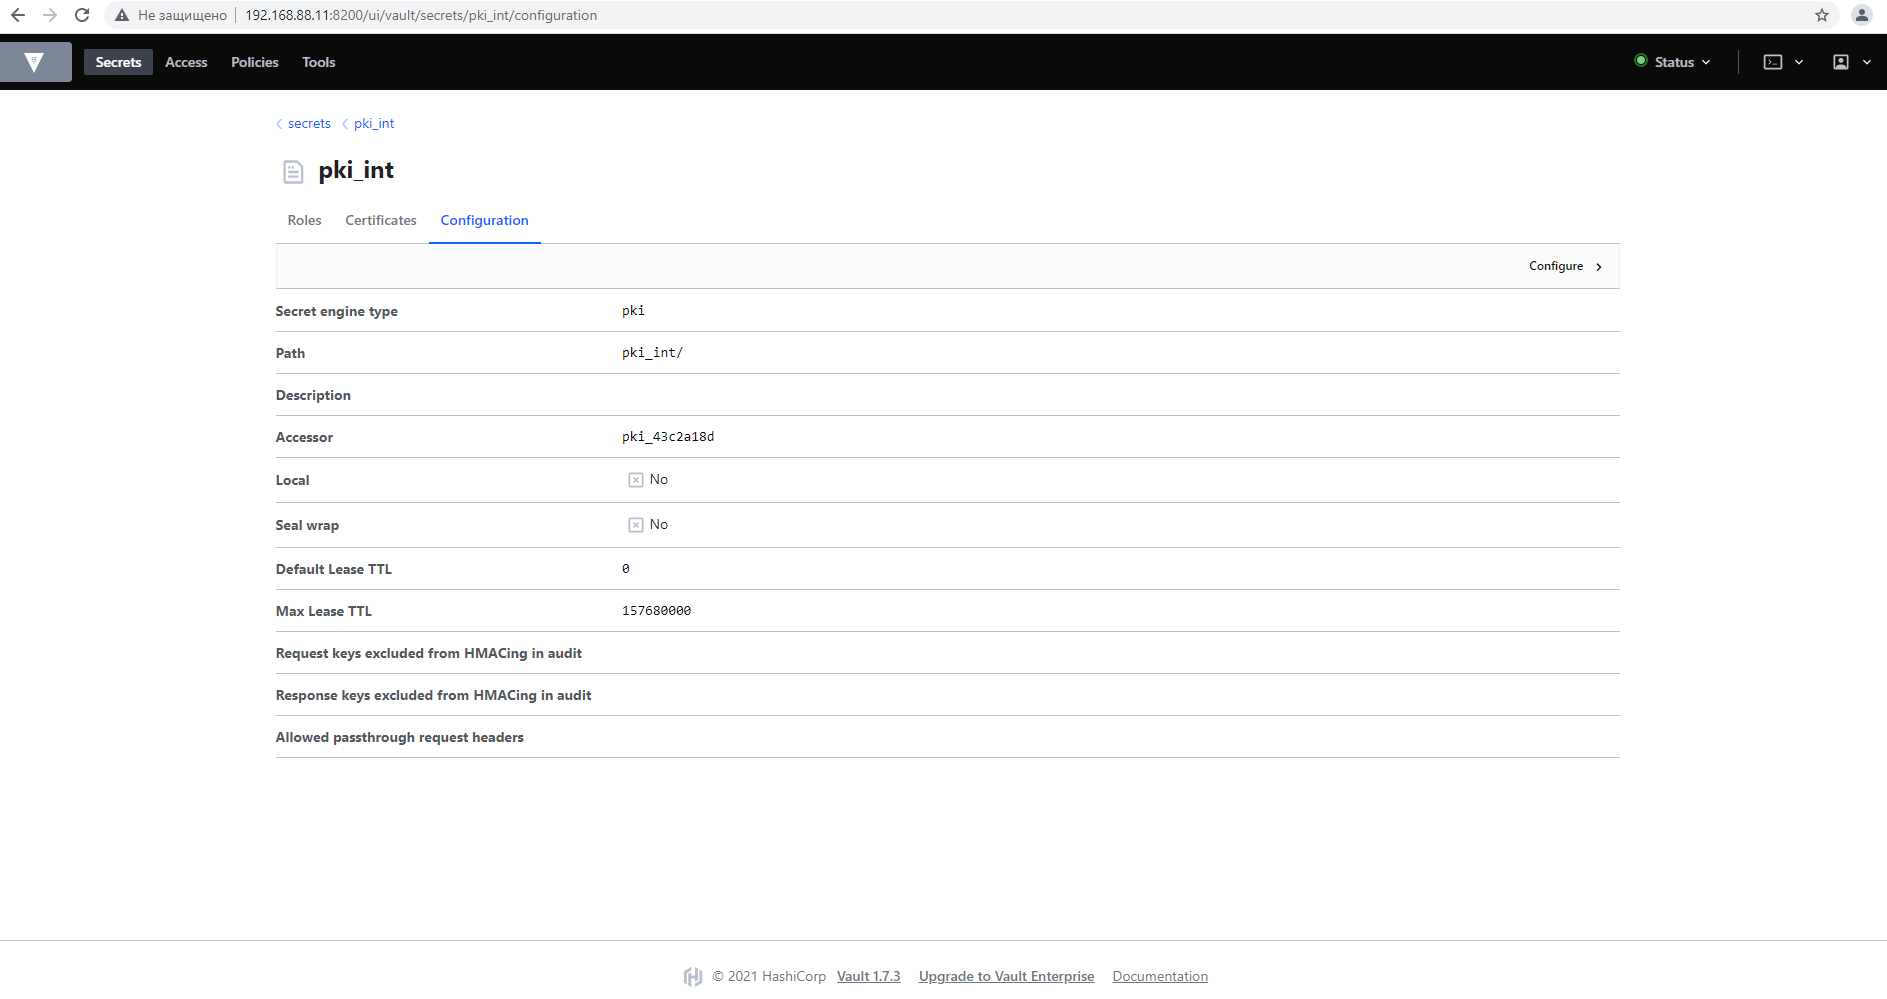 Не защищено 192.168.88.11:8200/ui/vault/secrets/pki_int/configuration
Secrets Access Policies Tools Status
secrets pki_int
pki_int
Roles Certificates Configuration
Configure
Secret engine type pki
Path pki_int/
Description
Accessor pki_43c2a18d
Local No
Seal wrap No
Default Lease TTL 0
Max Lease TTL 157680000
Request keys excluded from HMACing in audit
Response keys excluded from HMACing in audit
Allowed passthrough request headers
© 2021 HashiCorp Vault 1.7.3 Upgrade to Vault Enterprise Documentation